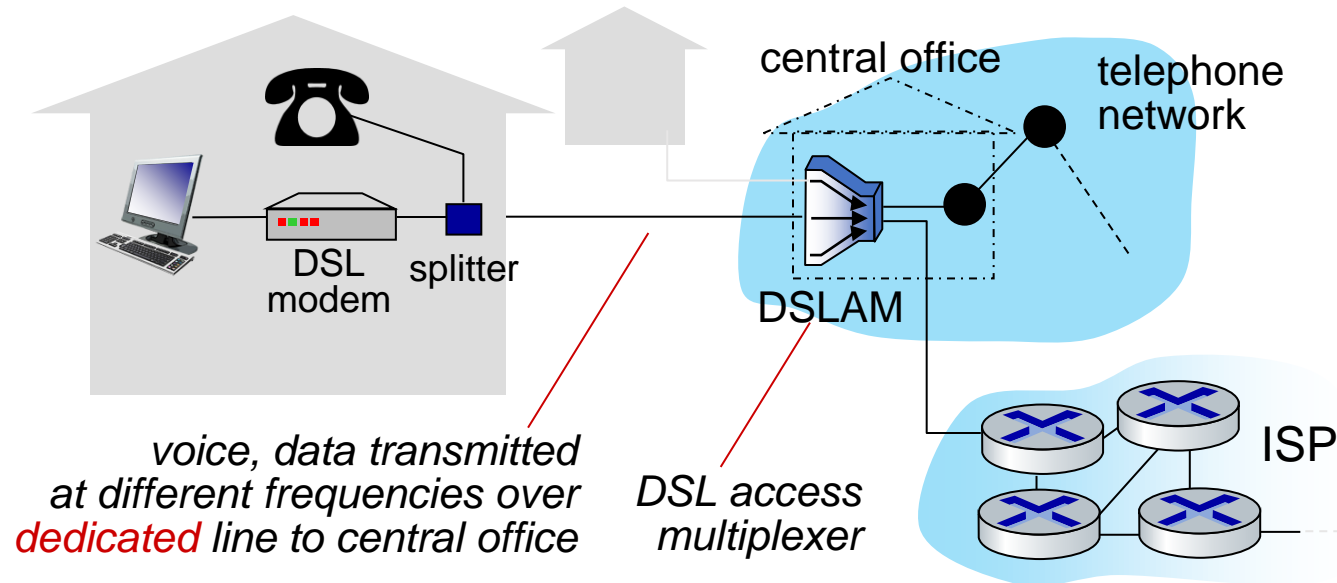 central office
telephone
network
DSL
modem
splitter
DSLAM
ISP
voice, data transmitted
at different frequencies over
dedicated line to central office
DSL access
multiplexer